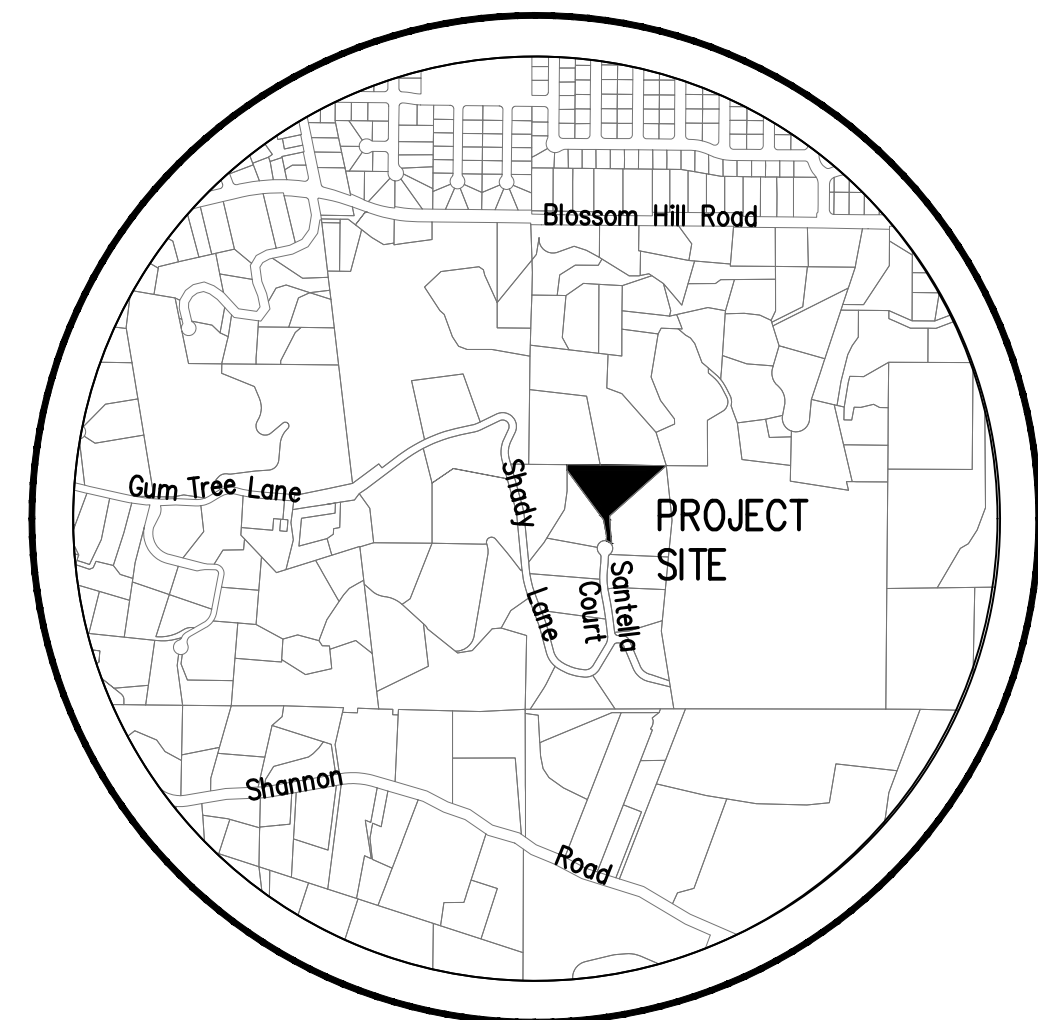 Blossom Hill Road
Gum Tree Lane
Shady
Lane
PROJECT
SITE
Santella
Court
Shannon
Road